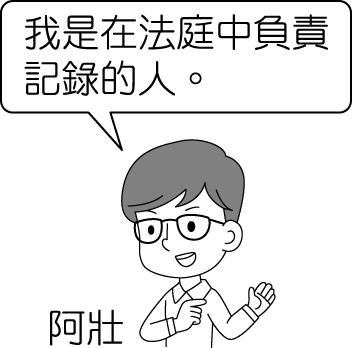 我是在法庭中負責
記錄的人。
阿壯